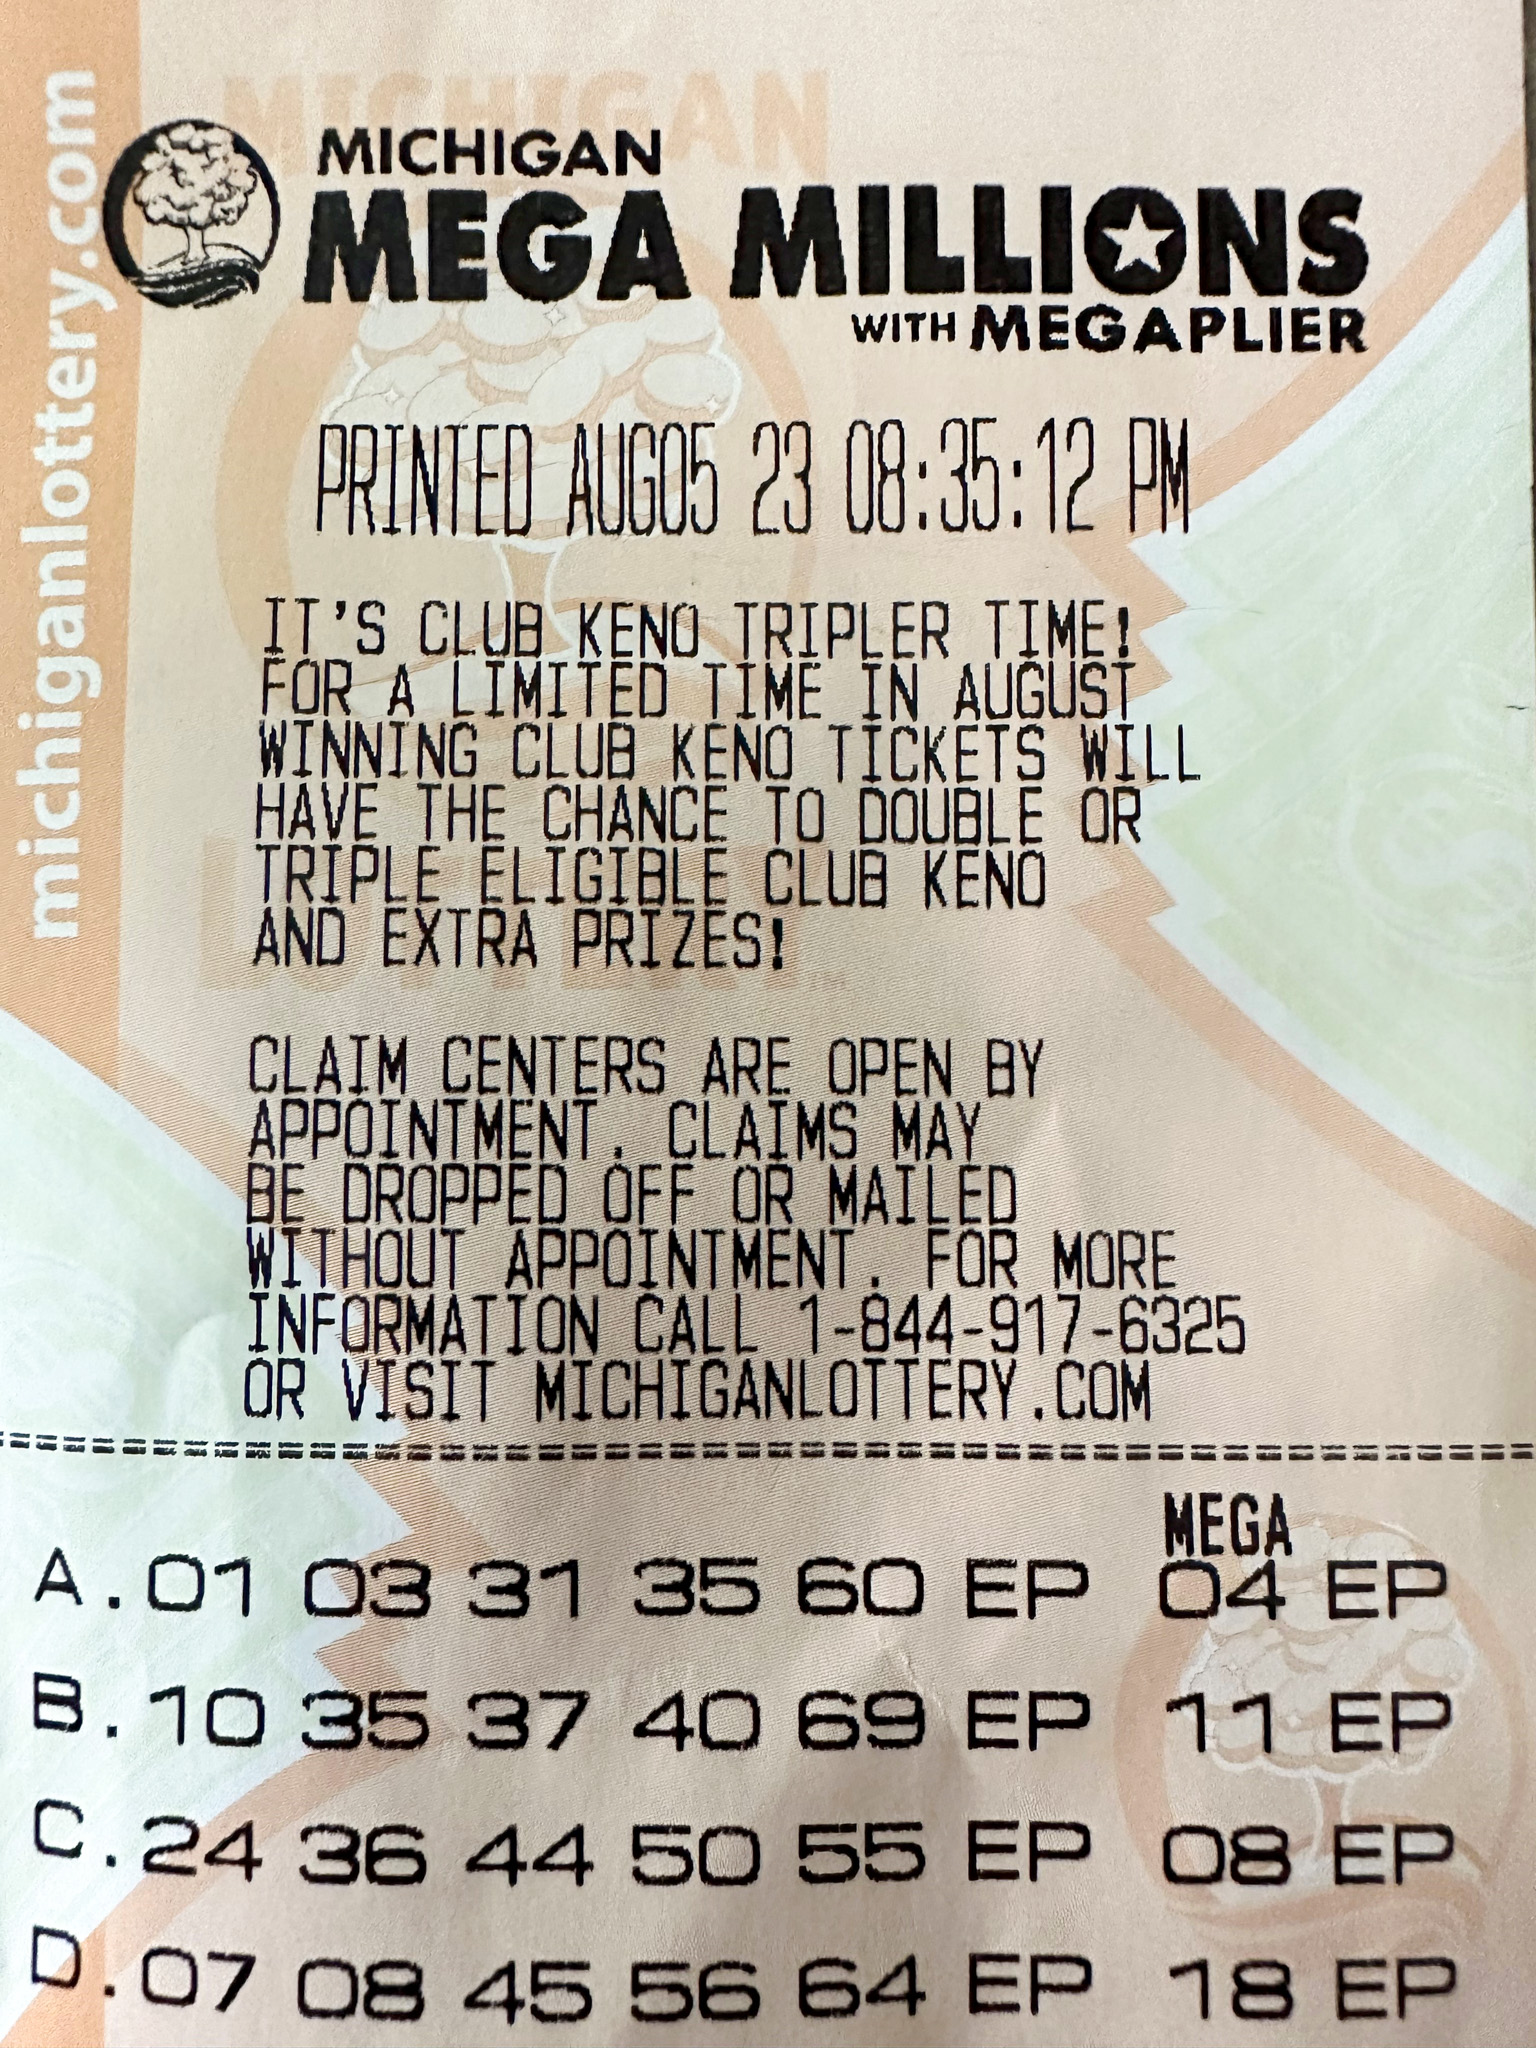 michiganlottery.com
MICHIGAN
MEGA MILLIONS
WITH MEGAPLIER
PRINTED AUG05 23 08:35:12 PM
IT'S CLUB KENO TRIPLER TIME!
FOR A LIMITED TIME IN AUGUST
WINNING CLUB KENO TICKETS WILL
HAVE THE CHANCE TO DOUBLE OR
TRIPLE ELIGIBLE CLUB KENO
AND EXTRA PRIZES!
CLAIM CENTERS ARE OPEN BY
APPOINTMENT. CLAIMS MAY
BE DROPPED OFF OR MAILED
WITHOUT APPOINTMENT. FOR MORE
INFORMATION CALL 1-844-917-6325
OR VISIT MICHIGANLOTTERY.COM
MEGA
A. 01 03 31 35 60 EP 04 EP
B. 10 35 37 40 69 EP 11 EP
C. 24 36 44 50 55 EP 08 EP
D. 07 08 45 56 64 EP 18 EP